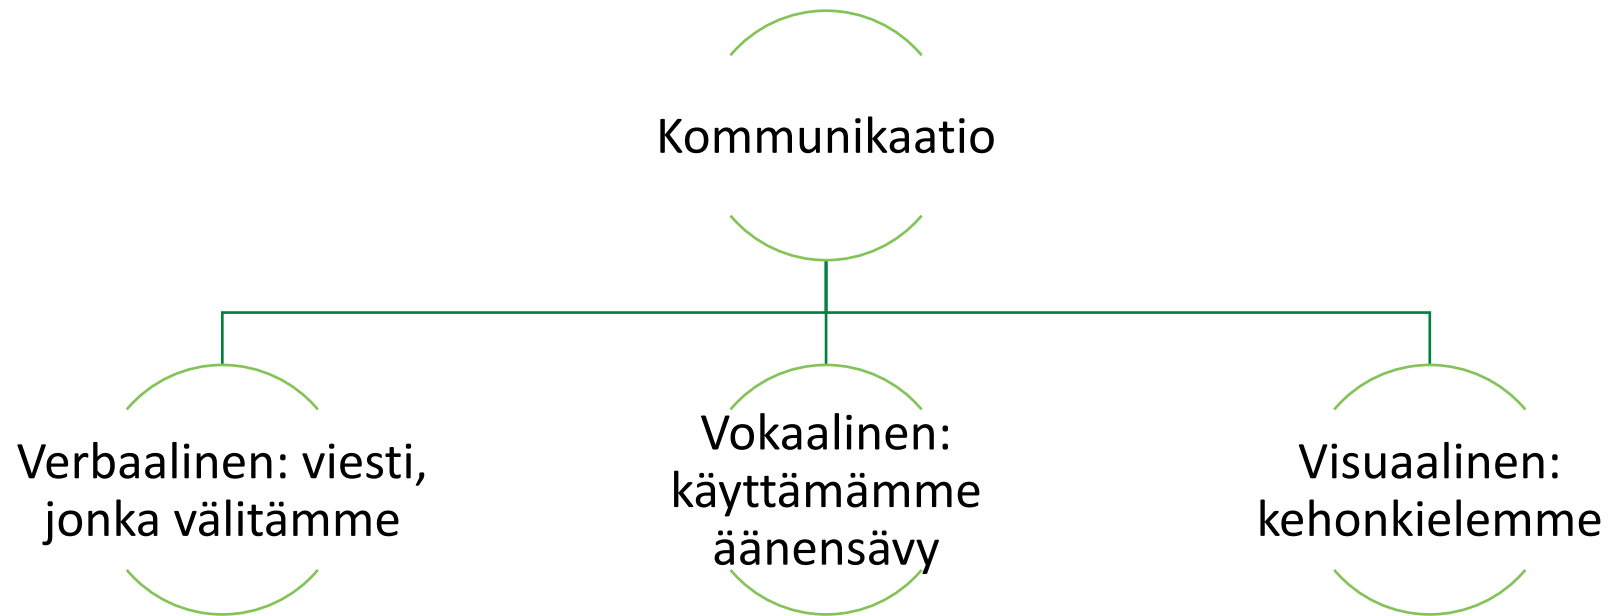 Kommunikaatio
Verbaalinen: viesti,
jonka välitämme
Vokaalinen:
käyttämämme
äänensävy
Visuaalinen:
kehonkielemme